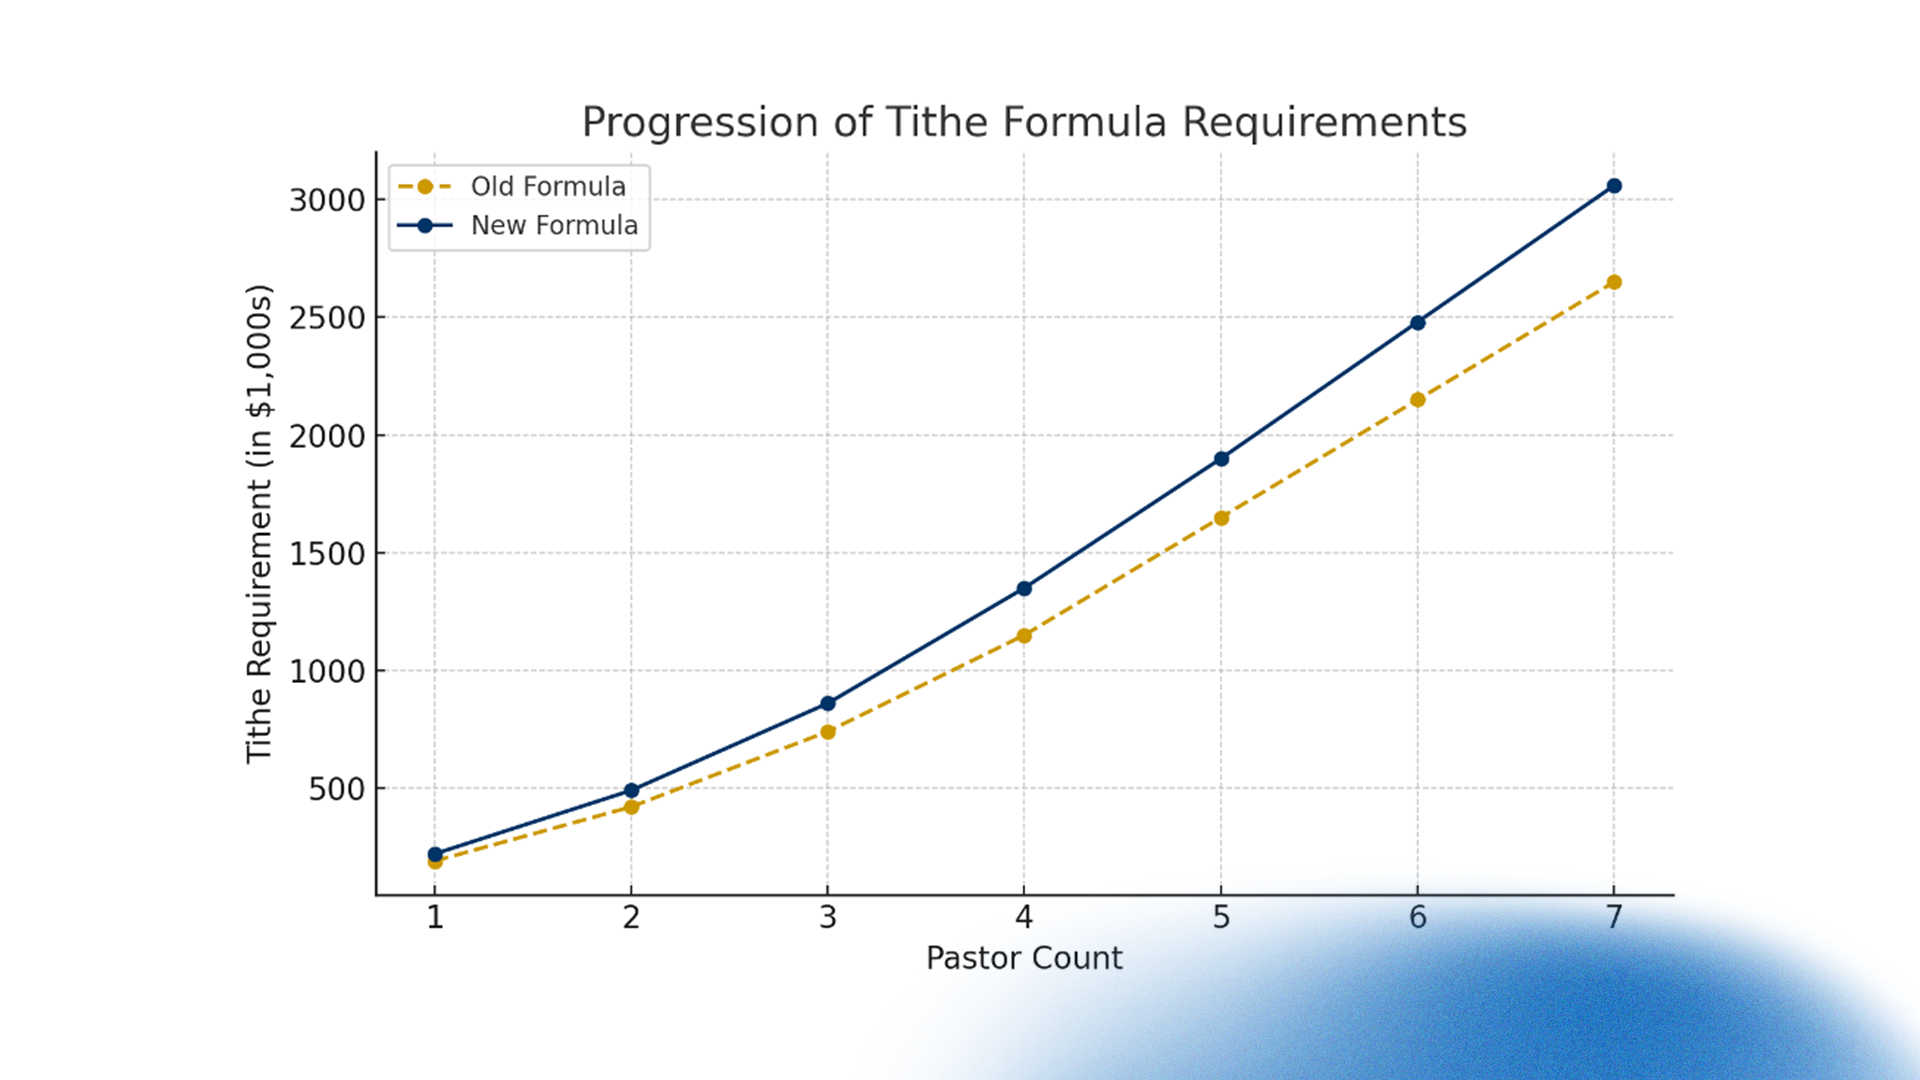 Progression of Tithe Formula Requirements
Old Formula
New Formula
Tithe Requirement (in $1,000s)
3000
2500
2000
1500
1000
500
1 2 3 4 5 6 7
Pastor Count